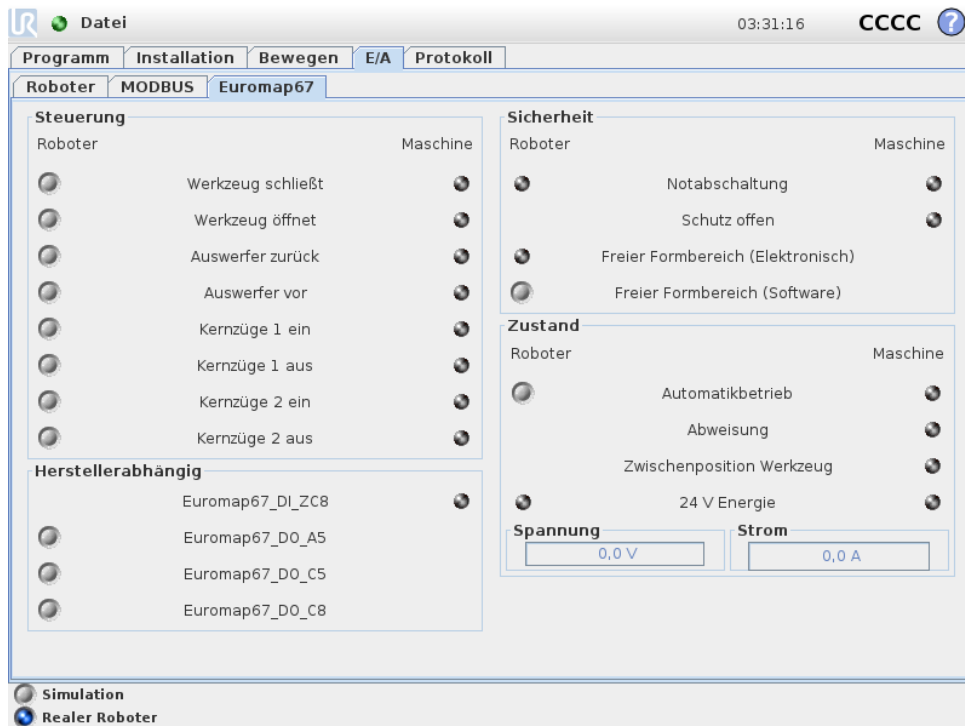 UR Datei 03:31:16 CCCC ?
Programm Installation Bewegen E/A Protokoll
Roboter MODBUS Euromap67
Steuerung
Roboter Maschine
Werkzeug schließt
Werkzeug öffnet
Auswerfer zurück
Auswerfer vor
Kernzüge 1 ein
Kernzüge 1 aus
Kernzüge 2 ein
Kernzüge 2 aus
Herstellerabhängig
Euromap67_DI_ZC8
Euromap67_DO_A5
Euromap67_DO_C5
Euromap67_DO_C8
Sicherheit
Roboter Maschine
Notabschaltung
Schutz offen
Freier Formbereich (Elektronisch)
Freier Formbereich (Software)
Zustand
Roboter Maschine
Automatikbetrieb
Abweisung
Zwischenposition Werkzeug
24 V Energie
Spannung Strom
0,0 V 0,0 A
Simulation
Realer Roboter